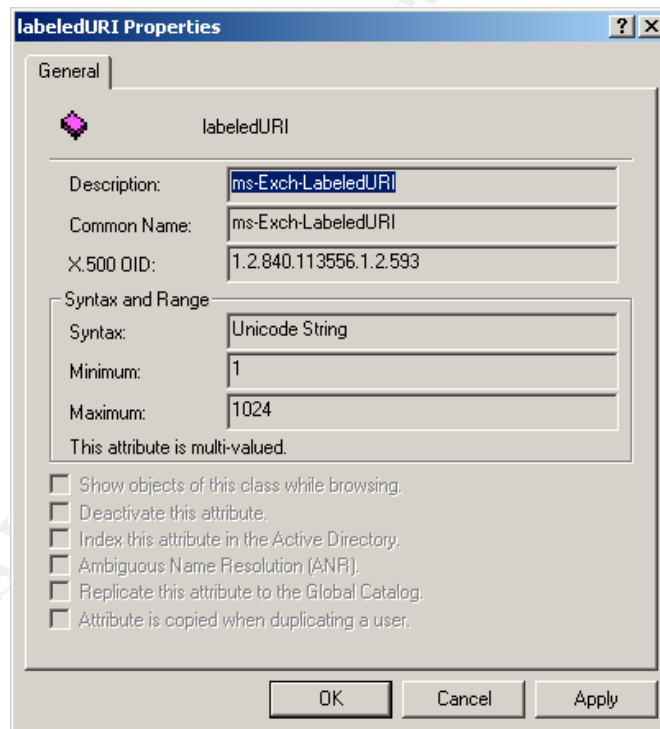 labeledURI Properties
General
labeledURI
Description: ms-Exch-LabeledURI
Common Name: ms-Exch-LabeledURI
X.500 OID: 1.2.840.113556.1.2.593
Syntax and Range
Syntax: Unicode String
Minimum: 1
Maximum: 1024
This attribute is multi-valued.
Show objects of this class while browsing.
Deactivate this attribute.
Index this attribute in the Active Directory.
Ambiguous Name Resolution (ANR).
Replicate this attribute to the Global Catalog.
Attribute is copied when duplicating a user.
OK Cancel Apply